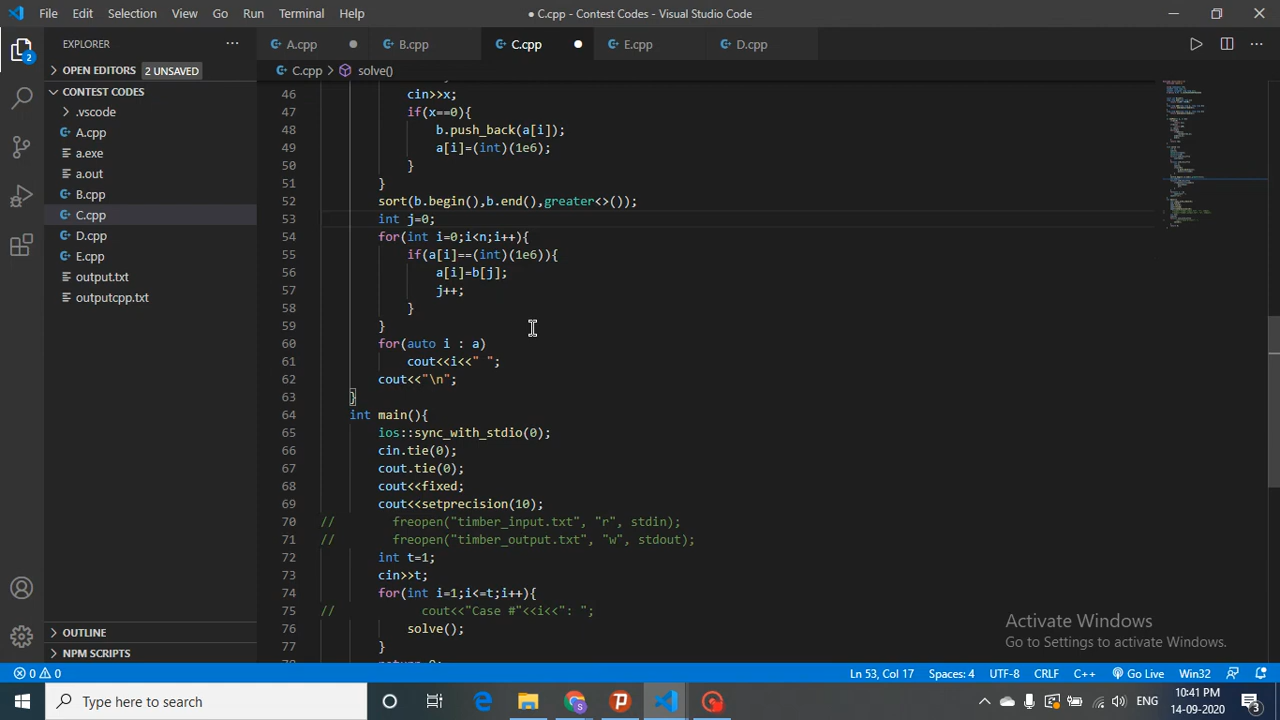 File Edit Selection View Go Run Terminal Help
● C.cpp - Contest Codes - Visual Studio Code
EXPLORER
A.cpp
B.cpp
C.cpp
E.cpp
D.cpp
2
OPEN EDITORS 2 UNSAVED
C.cpp > solve()
CONTEST CODES
.vscode
A.cpp
a.exe
a.out
B.cpp
C.cpp
D.cpp
E.cpp
output.txt
outputcpp.txt
OUTLINE
NPM SCRIPTS
46 cin>>x;
47 if(x==0){
48 b.push_back(a[i]);
49 a[i]=(int)(1e6);
50 }
51 }
52 sort(b.begin(),b.end(),greater<>());
53 int j=0;
54 for(int i=0;i<n;i++){
55 if(a[i]==(int)(1e6)){
56 a[i]=b[j];
57 j++;
58 }
59 }
60 for(auto i : a)
61 cout<<i<<" ";
62 cout<<"\n";
63 }
64 int main(){
65 ios::sync_with_stdio(0);
66 cin.tie(0);
67 cout.tie(0);
68 cout<<fixed;
69 cout<<setprecision(10);
70 // freopen("timber_input.txt", "r", stdin);
71 // freopen("timber_output.txt", "w", stdout);
72 int t=1;
73 cin>>t;
74 for(int i=1;i<=t;i++){
75 // cout<<"Case #"<<i<<": ";
76 solve();
77 }
Activate Windows
Go to Settings to activate Windows.
0 0
Ln 53, Col 17 Spaces: 4 UTF-8 CRLF C++ Go Live Win32
Type here to search
ENG
10:41 PM
14-09-2020
3